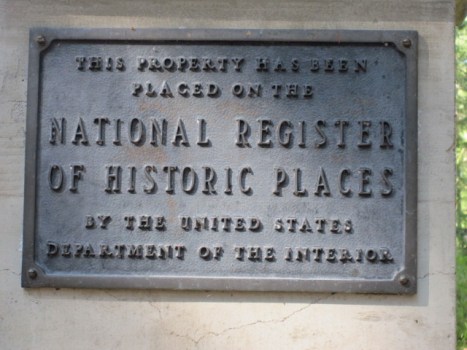 THIS PROPERTY HAS BEEN
PLACED ON THE
NATIONAL REGISTER
OF HISTORIC PLACES
BY THE UNITED STATES
DEPARTMENT OF THE INTERIOR